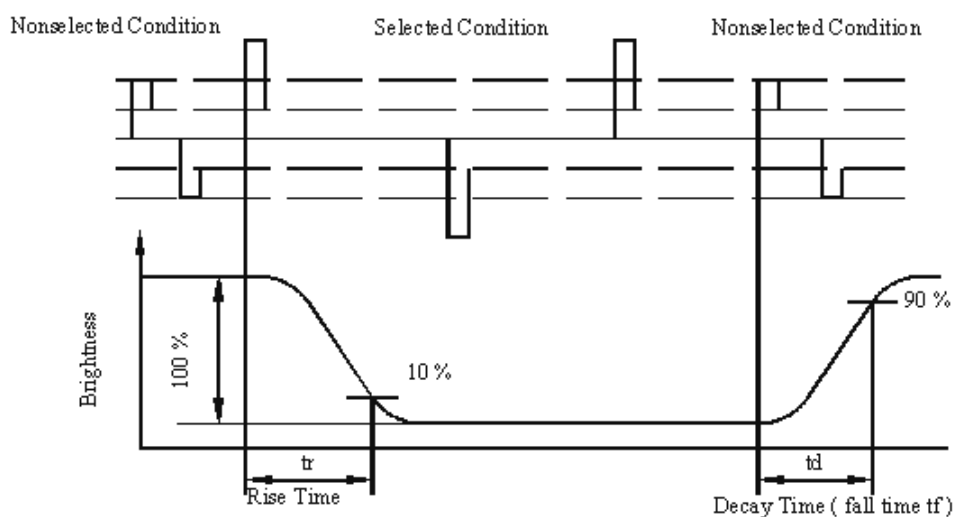 Nonselected Condition
Selected Condition
Nonselected Condition
Brightness
100 %
10 %
90 %
tr
Rise Time
td
Decay Time ( fall time tf )